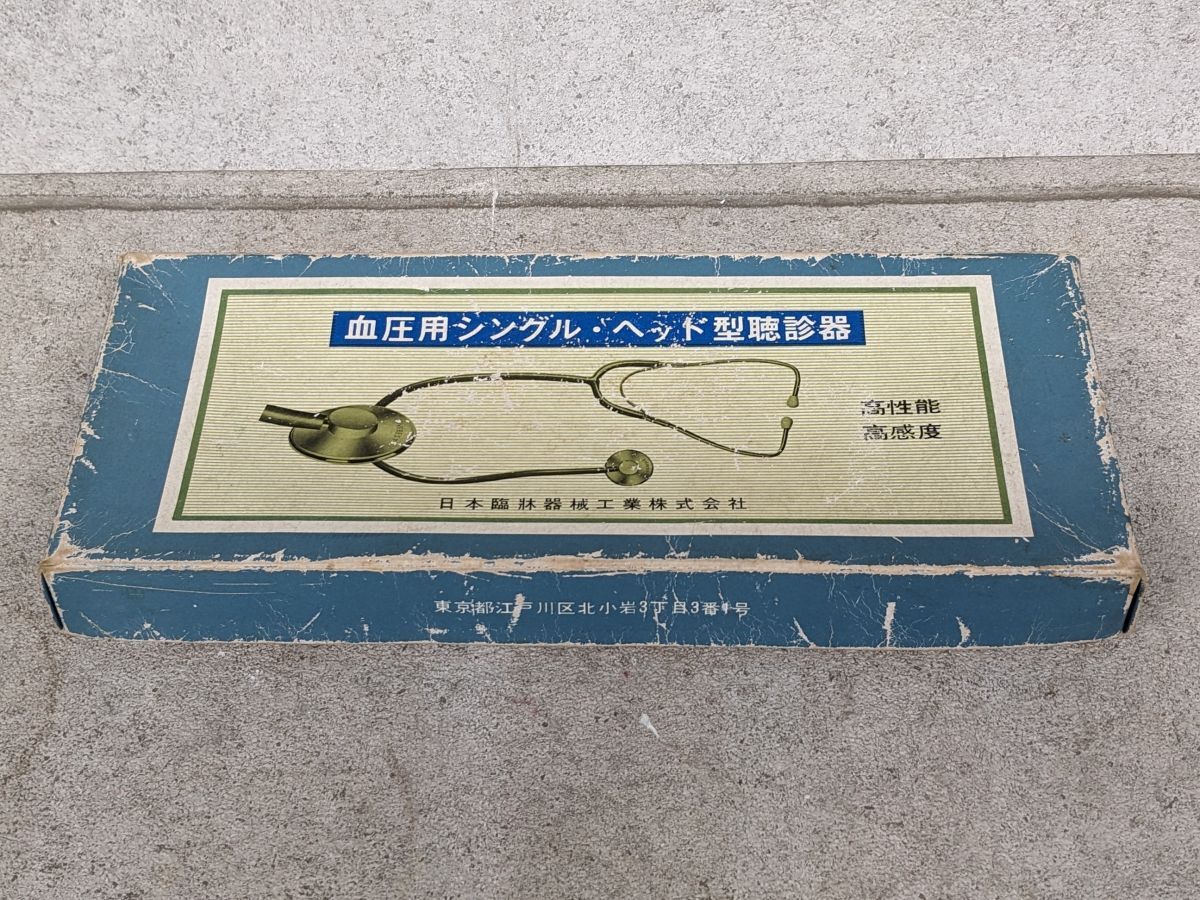 血圧用シングル・ヘッド型聴診器
高性能
高感度
日本臨牀器械工業株式会社
東京都江戸川区北小岩3丁目3番1号